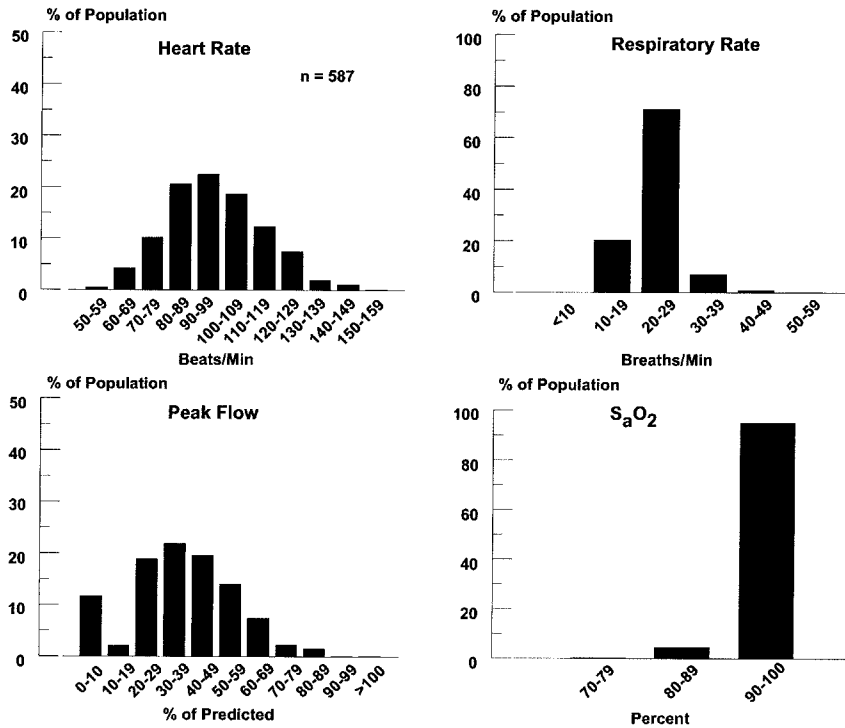 % of Population
Heart Rate
n = 587
50
40
30
20
10
0
50-59 60-69 70-79 80-89 90-99 100-109 110-119 120-129 130-139 140-149 150-159
Beats/Min
% of Population
Respiratory Rate
100
80
60
40
20
0
<10 10-19 20-29 30-39 40-49 50-59
Breaths/Min
% of Population
Peak Flow
50
40
30
20
10
0
0-10 10-19 20-29 30-39 40-49 50-59 60-69 70-79 80-89 90-99 >100
% of Predicted
% of Population
SaO2
100
80
60
40
20
0
70-79 80-89 90-100
Percent